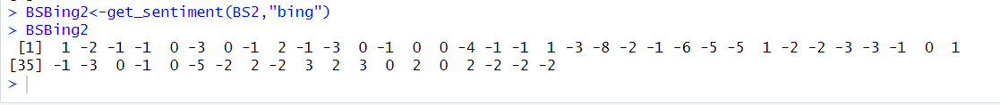 > BSBing2<-get_sentiment(BS2,"bing")
> BSBing2
[1] 1 -2 -1 -1 0 -3 0 -1 2 -1 -3 0 -1 0 0 -4 -1 -1 1 -3 -8 -2 -1 -6 -5 -5 1 -2 -2 -3 -3 -1 0 1
[35] -1 -3 0 -1 0 -5 -2 2 -2 3 2 3 0 2 0 2 -2 -2 -2
>